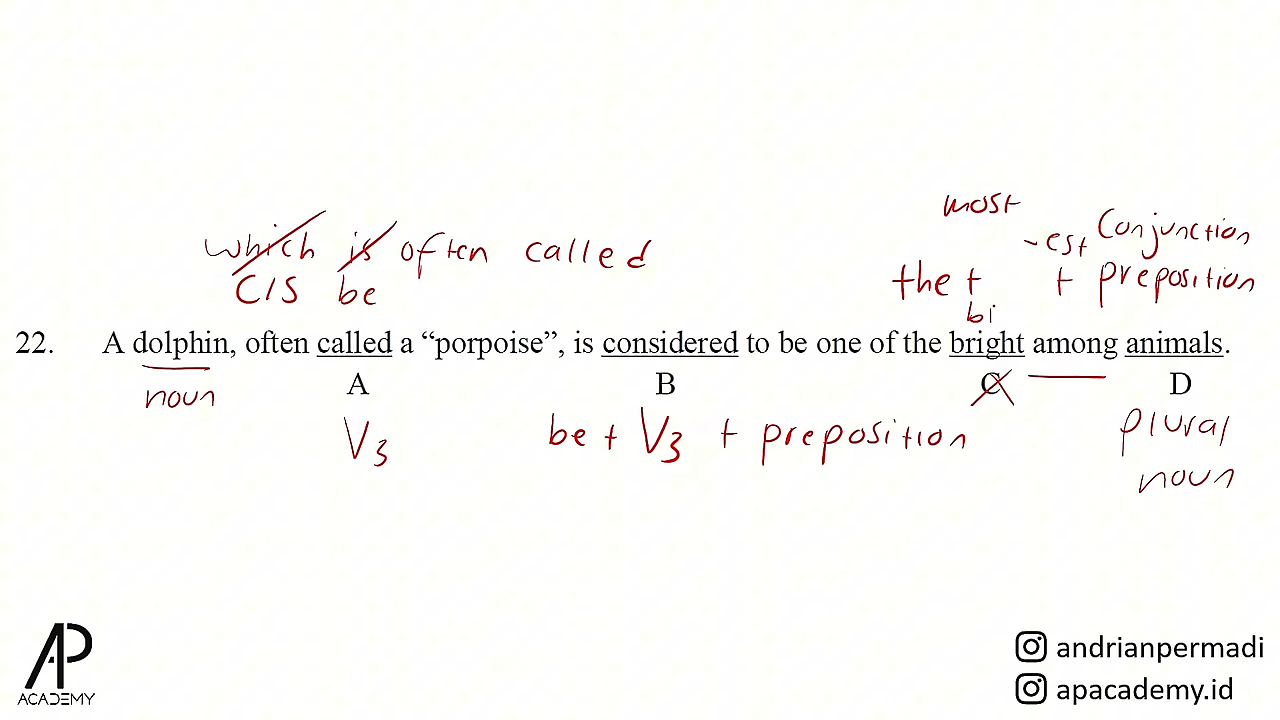 most
which is often called
-est Conjunction
C/S be
the + + preposition
bi
22. A dolphin, often called a “porpoise”, is considered to be one of the bright among animals.
A B C D
noun
V3 be + V3 + preposition plural
noun
AP
ACADEMY
andrianpermadi
apacademy.id